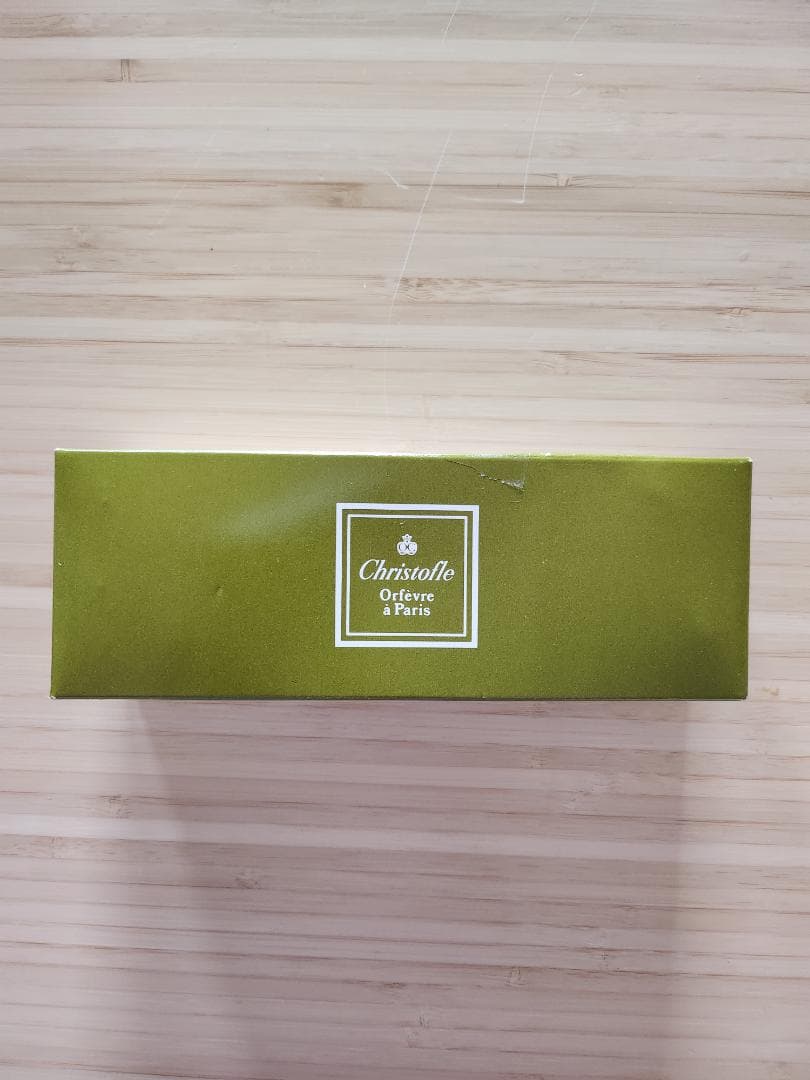 Christofle
Orfèvre
à Paris